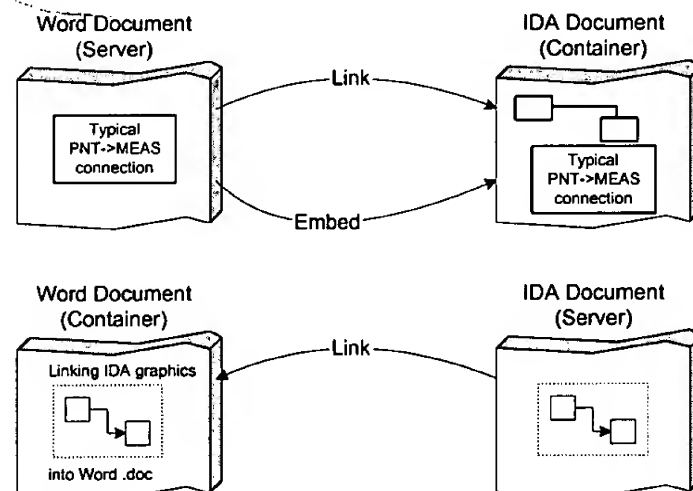 Word Document
(Server)
IDA Document
(Container)
Link
Typical
PNT->MEAS
connection
Typical
PNT->MEAS
connection
Embed
Word Document
(Container)
IDA Document
(Server)
Link
Linking IDA graphics
into Word .doc